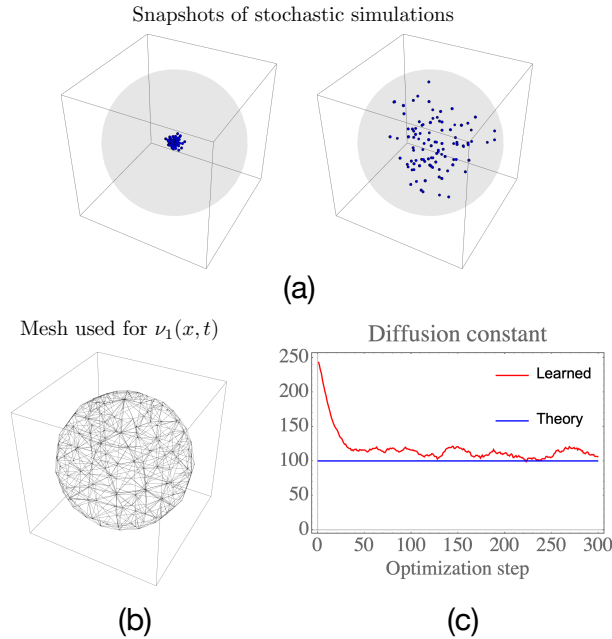 Snapshots of stochastic simulations
(a)
Mesh used for ν₁(x, t)
(b)
Diffusion constant
Learned
Theory
250
200
150
100
50
0
0 50 100 150 200 250 300
Optimization step
(c)